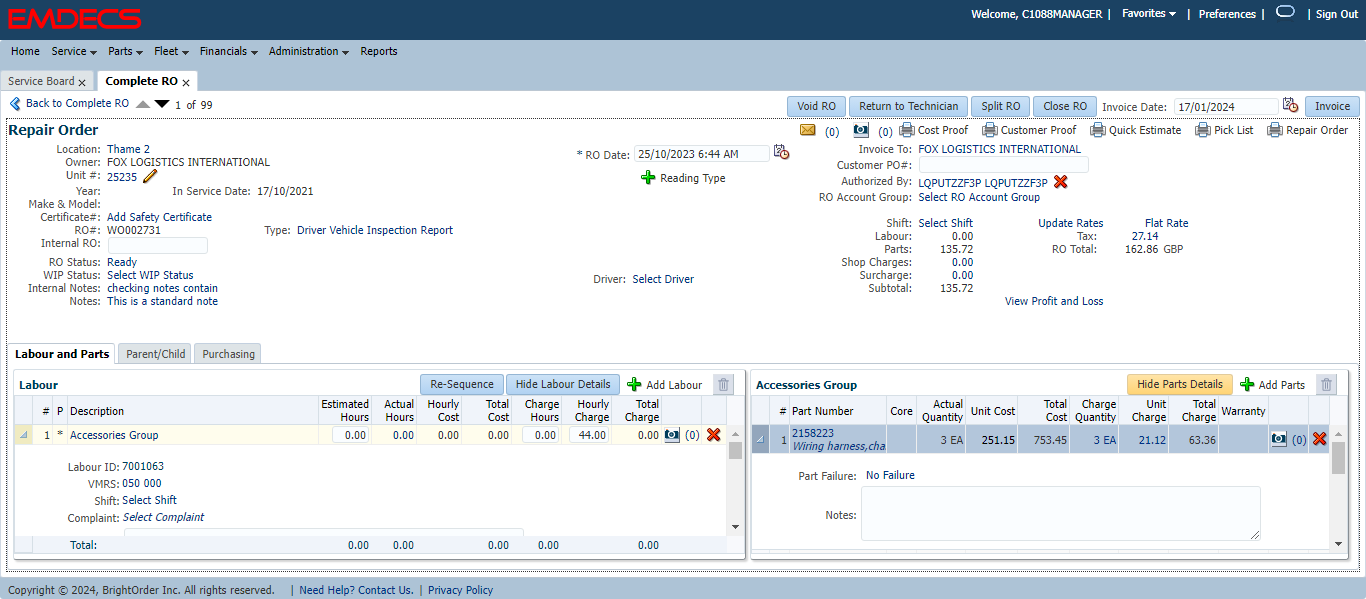 EMDECS
Welcome, C1088MANAGER | Favorites | Preferences | | Sign Out
Home Service Parts Fleet Financials Administration Reports
Service Board x Complete RO x
Back to Complete RO 1 of 99 Void RO Return to Technician Split RO Close RO Invoice Date: 17/01/2024 Invoice
Repair Order (0) (0) Cost Proof Customer Proof Quick Estimate Pick List Repair Order
Location: Thame 2
Owner: FOX LOGISTICS INTERNATIONAL
Unit #: 25235
Year: In Service Date: 17/10/2021
Make & Model:
Certificate#: Add Safety Certificate
RO#: WO002731 Type: Driver Vehicle Inspection Report
Internal RO:
RO Status: Ready
WIP Status: Select WIP Status
Internal Notes: checking notes contain
Notes: This is a standard note
* RO Date: 25/10/2023 6:44 AM
Reading Type
Driver: Select Driver
Invoice To: FOX LOGISTICS INTERNATIONAL
Customer PO#:
Authorized By: LQPUTZZF3P LQPUTZZF3P
RO Account Group: Select RO Account Group
Shift: Select Shift Update Rates Flat Rate
Labour: 0.00 Tax: 27.14
Parts: 135.72 RO Total: 162.86 GBP
Shop Charges: 0.00
Surcharge: 0.00
Subtotal: 135.72
View Profit and Loss
Labour and Parts Parent/Child Purchasing
Labour Re-Sequence Hide Labour Details Add Labour
# P Description Estimated Hours Actual Hours Hourly Cost Total Cost Charge Hours Hourly Charge Total Charge
1 * Accessories Group 0.00 0.00 0.00 0.00 0.00 44.00 0.00 (0)
Labour ID: 7001063
VMRS: 050 000
Shift: Select Shift
Complaint: Select Complaint
Total: 0.00 0.00 0.00 0.00 0.00
Accessories Group Hide Parts Details Add Parts
# Part Number Core Actual Quantity Unit Cost Total Cost Charge Quantity Unit Charge Total Charge Warranty
1 2158223 3 EA 251.15 753.45 3 EA 21.12 63.36 (0)
Wiring harness,cha
Part Failure: No Failure
Notes:
Copyright © 2024, BrightOrder Inc. All rights reserved. | Need Help? Contact Us. | Privacy Policy